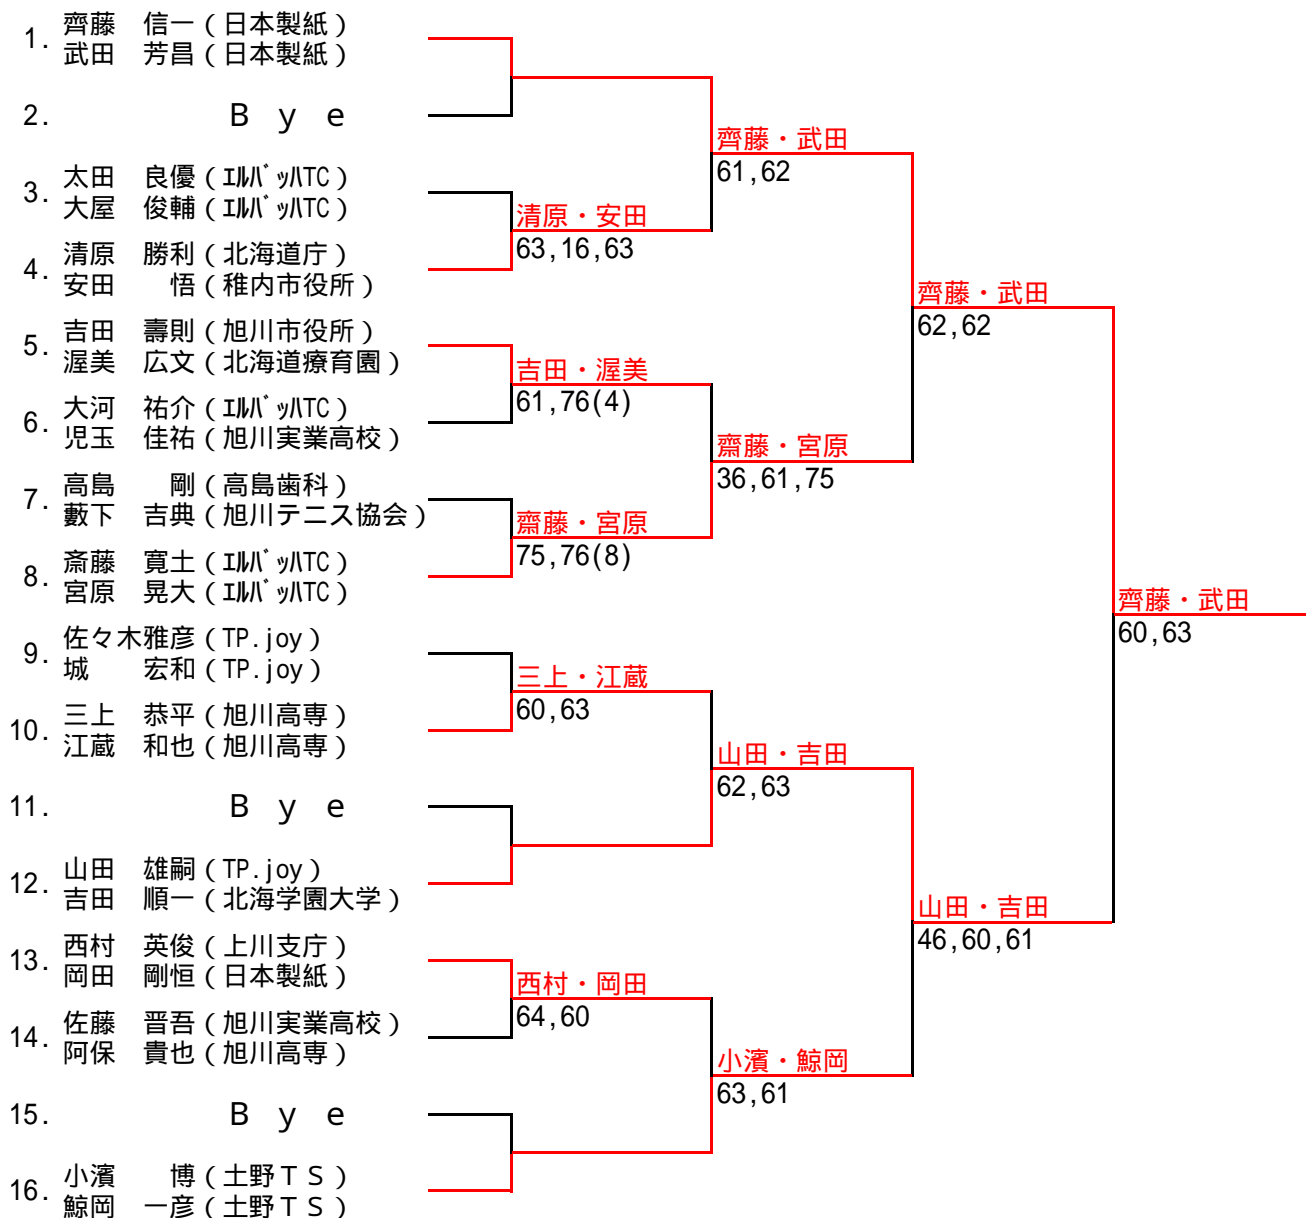 1. 齊藤　信一（日本製紙）
武田　芳昌（日本製紙）
2. Ｂｙｅ
3. 太田　良優（ｴﾙﾊﾞｯﾊTC）
大屋　俊輔（ｴﾙﾊﾞｯﾊTC）
4. 清原　勝利（北海道庁）
安田　　悟（稚内市役所）
5. 吉田　壽則（旭川市役所）
渥美　広文（北海道療育園）
6. 大河　祐介（ｴﾙﾊﾞｯﾊTC）
児玉　佳祐（旭川実業高校）
7. 高島　　剛（高島歯科）
藪下　吉典（旭川テニス協会）
8. 斎藤　寛土（ｴﾙﾊﾞｯﾊTC）
宮原　晃大（ｴﾙﾊﾞｯﾊTC）
9. 佐々木雅彦（TP.joy）
城　　宏和（TP.joy）
10. 三上　恭平（旭川高専）
江蔵　和也（旭川高専）
11. Ｂｙｅ
12. 山田　雄嗣（TP.joy）
吉田　順一（北海学園大学）
13. 西村　英俊（上川支庁）
岡田　剛恒（日本製紙）
14. 佐藤　晋吾（旭川実業高校）
阿保　貴也（旭川高専）
15. Ｂｙｅ
16. 小濱　　博（土野ＴＳ）
鯨岡　一彦（土野ＴＳ）
清原・安田
63,16,63
吉田・渥美
61,76(4)
齋藤・宮原
75,76(8)
三上・江蔵
60,63
西村・岡田
64,60
齊藤・武田
61,62
齋藤・宮原
36,61,75
山田・吉田
62,63
小濱・鯨岡
63,61
齊藤・武田
62,62
山田・吉田
46,60,61
齊藤・武田
60,63